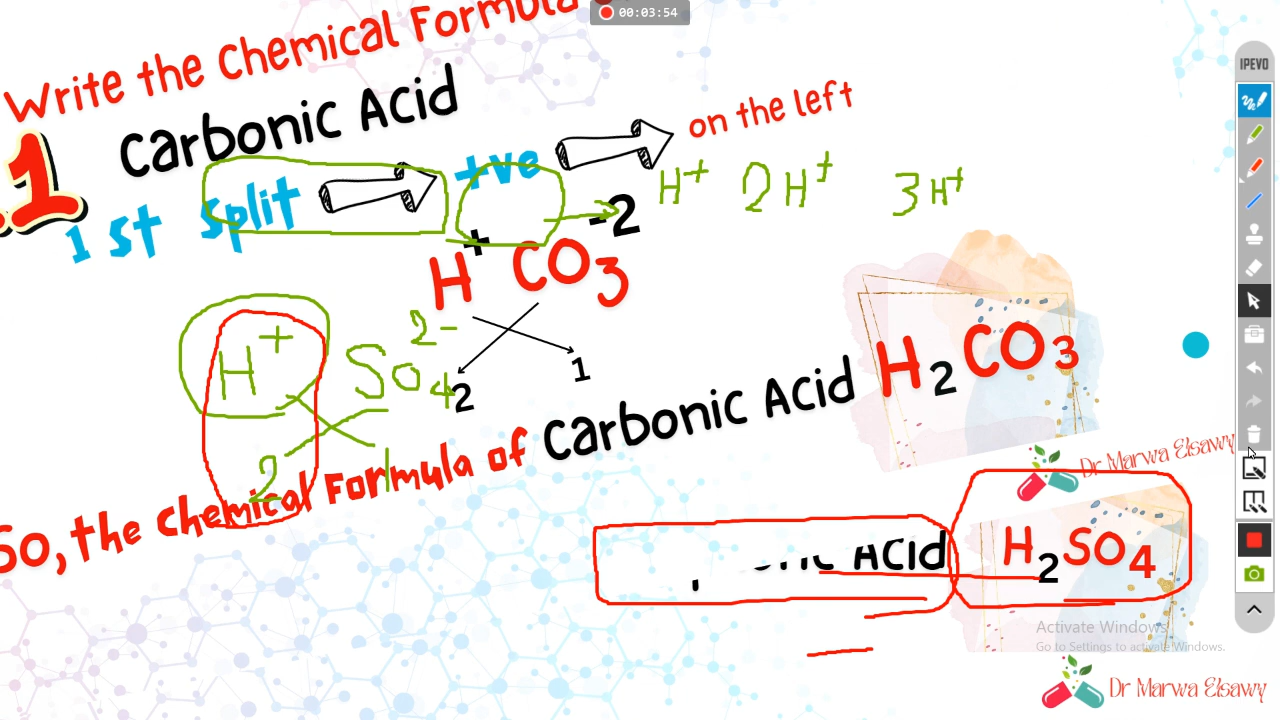 00:03:54
IPEVO
Write the Chemical Formula
.1 Carbonic Acid
1 st split +ve on the left
H+ 2H+ 3H+
H+ CO3 -2
2 1
H+ SO4 2-
2 1
So, the chemical Formula of Carbonic Acid H2CO3
Dr Marwa Elsawy
Acid H2SO4
Activate Windows
Go to Settings to activate Windows.
Dr Marwa Elsawy